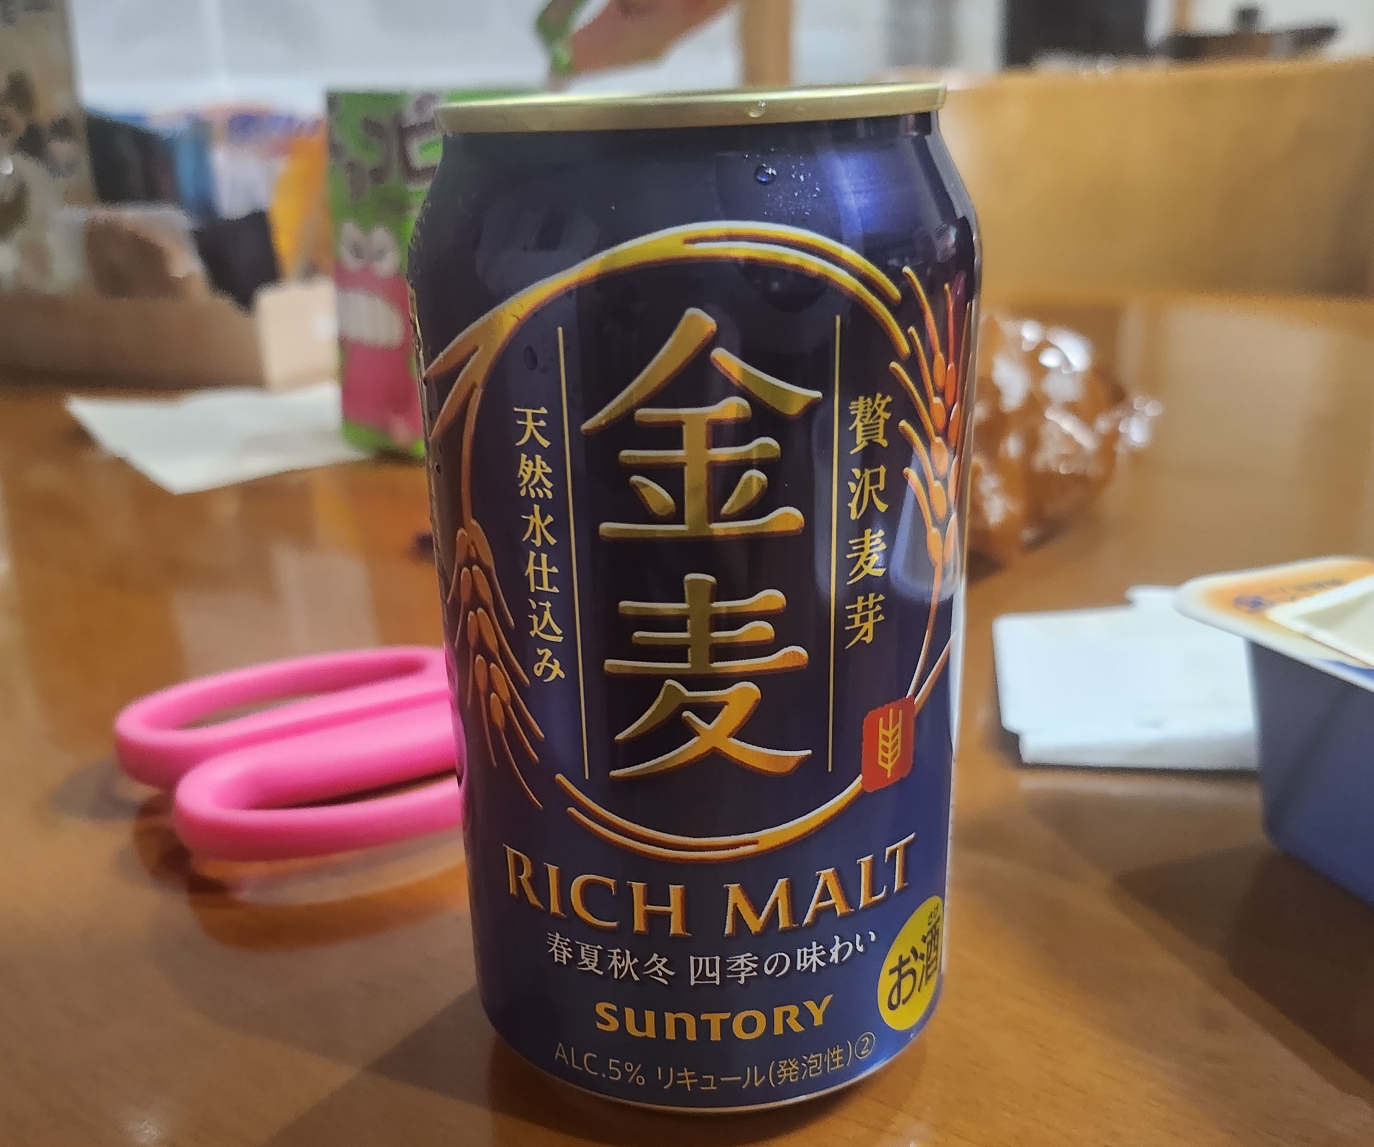 贅沢麦芽
金麦
天然水仕込み
RICH MALT
春夏秋冬 四季の味わい
お酒
SUNTORY
ALC.5% リキュール(発泡性)②